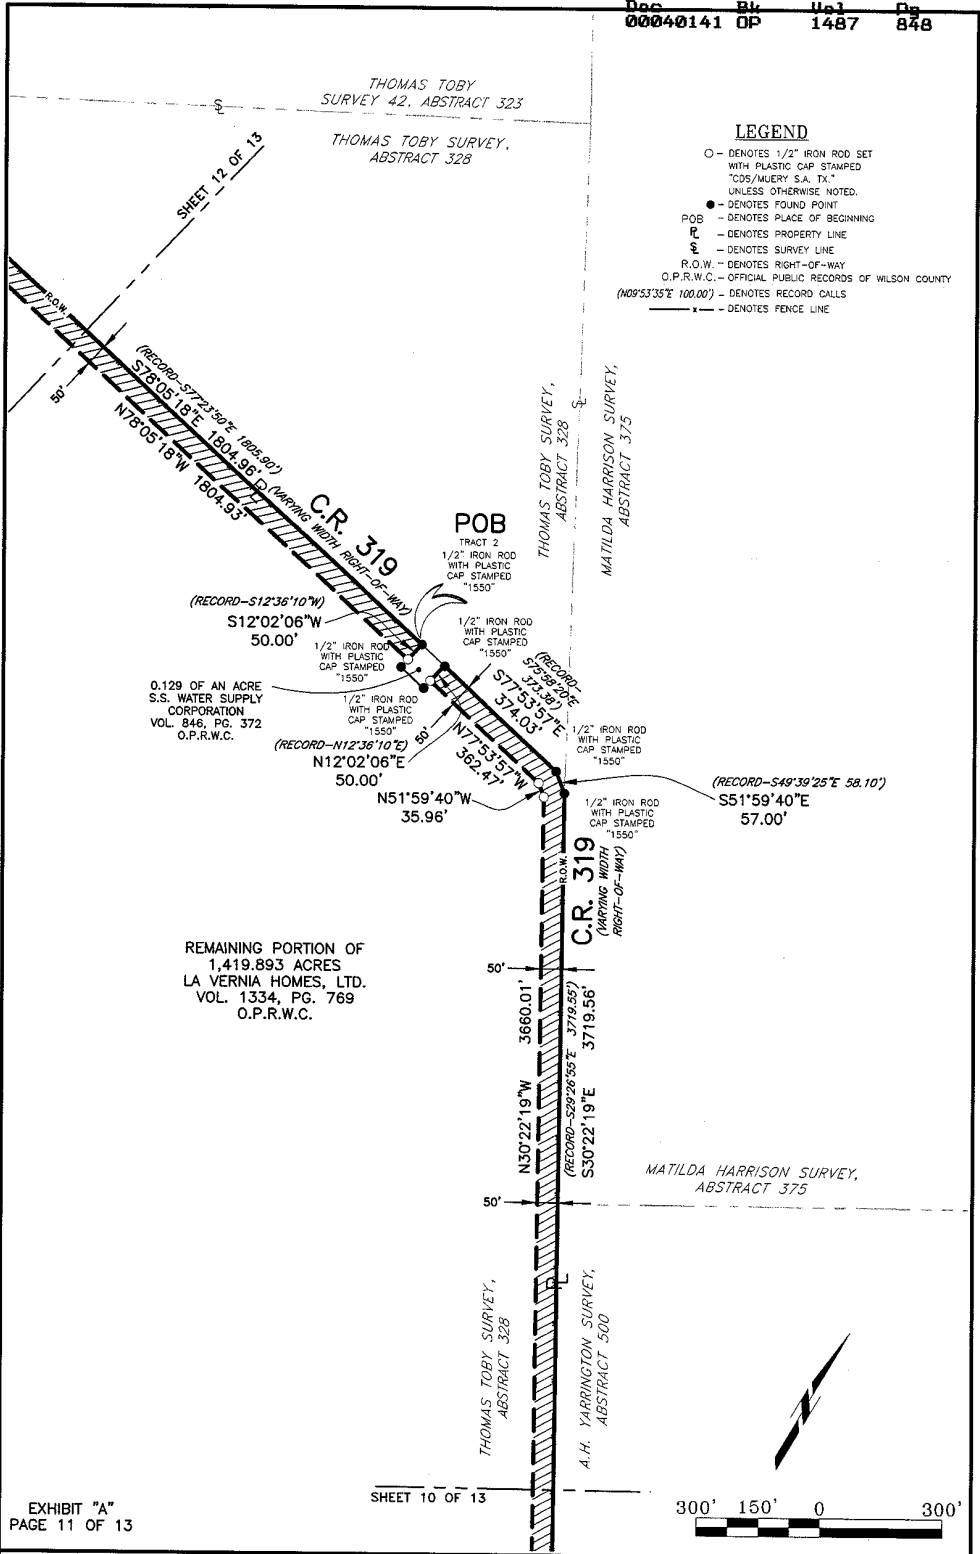 Doc Bk Vol Pg
00040141 OP 1487 848
THOMAS TOBY
SURVEY 42, ABSTRACT 323
THOMAS TOBY SURVEY,
ABSTRACT 328
SHEET 12 OF 13
LEGEND
○ – DENOTES 1/2" IRON ROD SET
WITH PLASTIC CAP STAMPED
"CDS/MUERY S.A. TX."
UNLESS OTHERWISE NOTED.
● – DENOTES FOUND POINT
POB – DENOTES PLACE OF BEGINNING
PL – DENOTES PROPERTY LINE
SL – DENOTES SURVEY LINE
R.O.W. – DENOTES RIGHT-OF-WAY
O.P.R.W.C. – OFFICIAL PUBLIC RECORDS OF WILSON COUNTY
(N09°53'35"E 100.00') – DENOTES RECORD CALLS
—— x — – DENOTES FENCE LINE
R.O.W.
50'
(RECORD–S77°23'50"E 1805.90')
S78°05'18"E 1804.96'
N78°05'18"W 1804.93'
PL
C.R. 319
(VARYING WIDTH RIGHT-OF-WAY)
THOMAS TOBY SURVEY,
ABSTRACT 328
SL
MATILDA HARRISON SURVEY,
ABSTRACT 375
POB
TRACT 2
1/2" IRON ROD
WITH PLASTIC
CAP STAMPED
"1550"
(RECORD–S12°36'10"W)
S12°02'06"W
50.00'
1/2" IRON ROD
WITH PLASTIC
CAP STAMPED
"1550"
1/2" IRON ROD
WITH PLASTIC
CAP STAMPED
"1550"
0.129 OF AN ACRE
S.S. WATER SUPPLY
CORPORATION
VOL. 846, PG. 372
O.P.R.W.C.
1/2" IRON ROD
WITH PLASTIC
CAP STAMPED
"1550"
(RECORD–
S75°58'20"E
373.38')
S77°53'57"E
374.03'
50'
N77°53'57"W
362.47'
(RECORD–N12°36'10"E)
N12°02'06"E
50.00'
1/2" IRON ROD
WITH PLASTIC
CAP STAMPED
"1550"
N51°59'40"W
35.96'
(RECORD–S49°39'25"E 58.10')
S51°59'40"E
57.00'
1/2" IRON ROD
WITH PLASTIC
CAP STAMPED
"1550"
R.O.W.
C.R. 319
(VARYING WIDTH
RIGHT-OF-WAY)
REMAINING PORTION OF
1,419.893 ACRES
LA VERNIA HOMES, LTD.
VOL. 1334, PG. 769
O.P.R.W.C.
50'
N30°22'19"W 3660.01'
(RECORD–S29°26'55"E 3719.55')
S30°22'19"E 3719.56'
MATILDA HARRISON SURVEY,
ABSTRACT 375
50'
PL
THOMAS TOBY SURVEY,
ABSTRACT 328
A.H. YARRINGTON SURVEY,
ABSTRACT 500
SHEET 10 OF 13
EXHIBIT "A"
PAGE 11 OF 13
300' 150' 0 300'